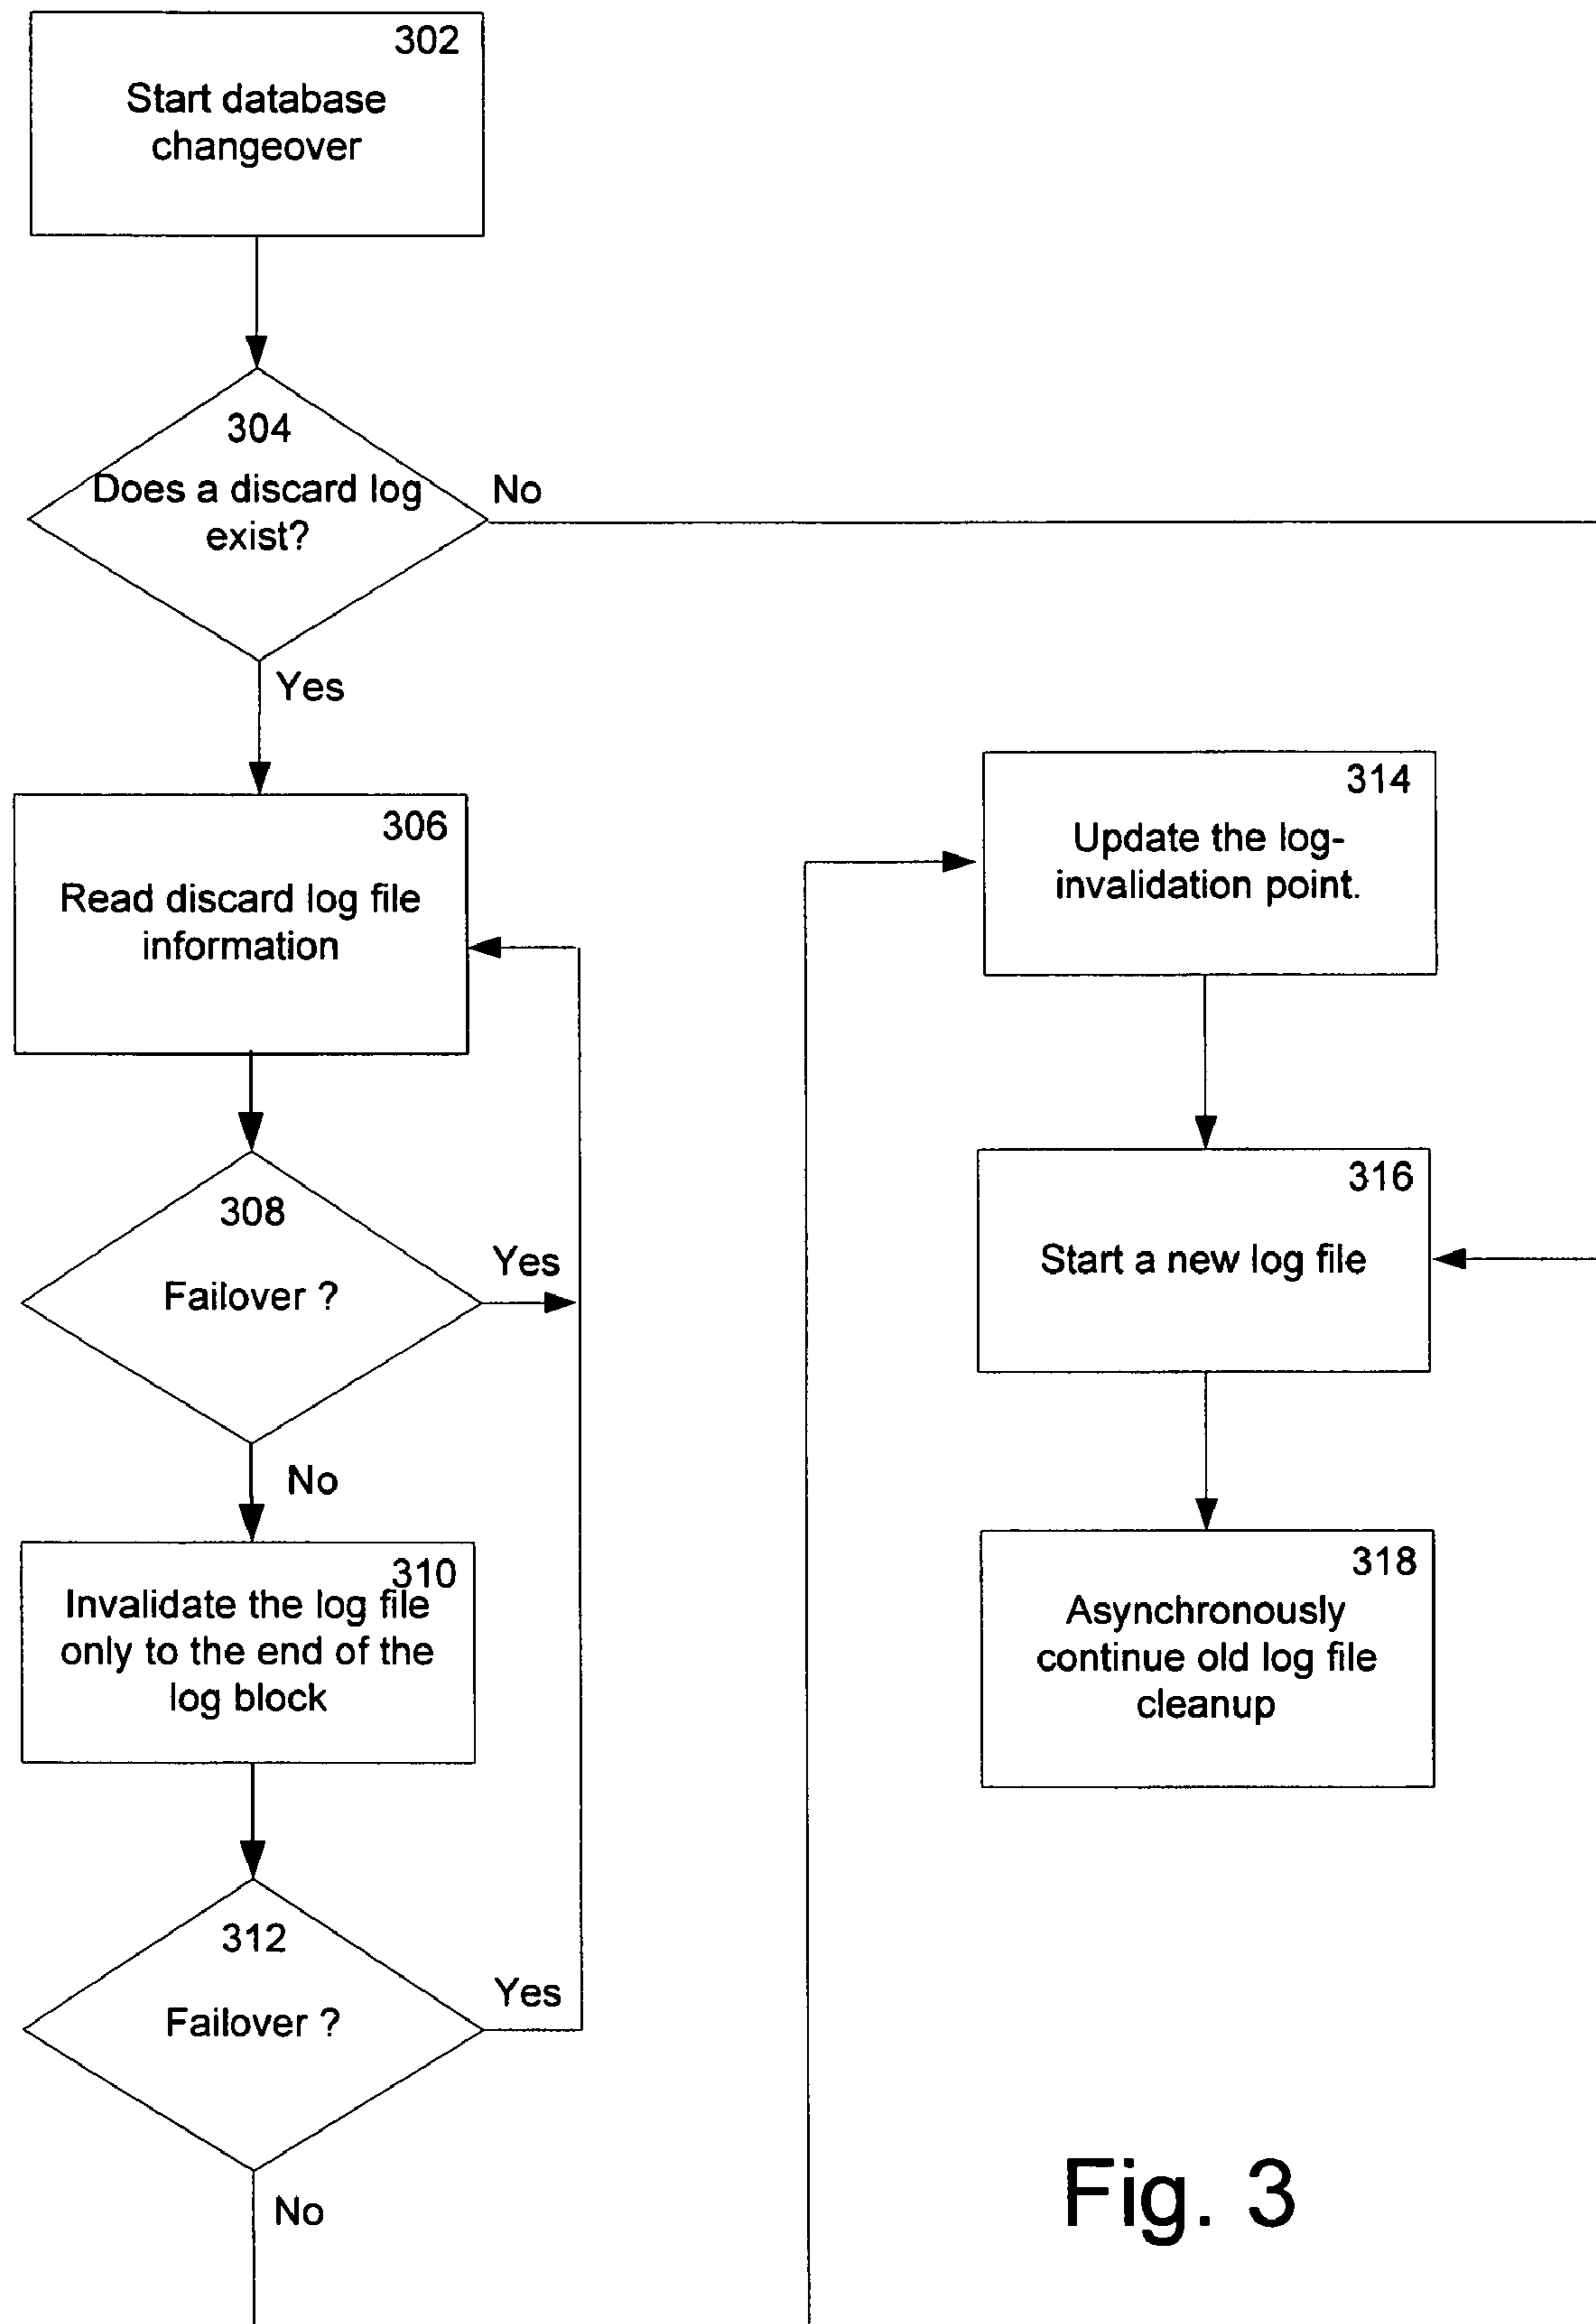 302
Start database
changeover
304
Does a discard log
exist?
No
Yes
306
Read discard log file
information
308
Failover ?
Yes
No
310
Invalidate the log file
only to the end of the
log block
312
Failover ?
Yes
No
314
Update the log-
invalidation point.
316
Start a new log file
318
Asynchronously
continue old log file
cleanup
Fig. 3